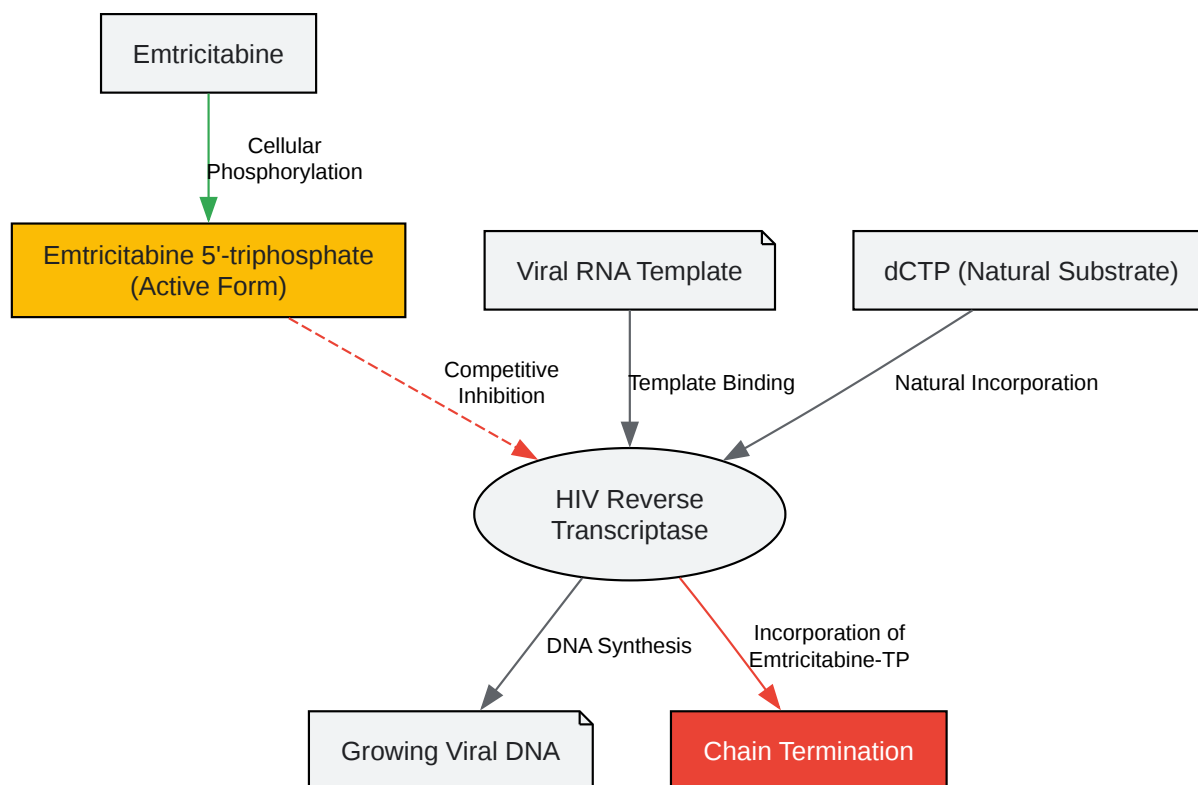 Emtricitabine
Cellular
Phosphorylation
Emtricitabine 5'-triphosphate
(Active Form)
Viral RNA Template
dCTP (Natural Substrate)
Competitive
Inhibition
Template Binding
Natural Incorporation
HIV Reverse
Transcriptase
DNA Synthesis
Incorporation of
Emtricitabine-TP
Growing Viral DNA
Chain Termination